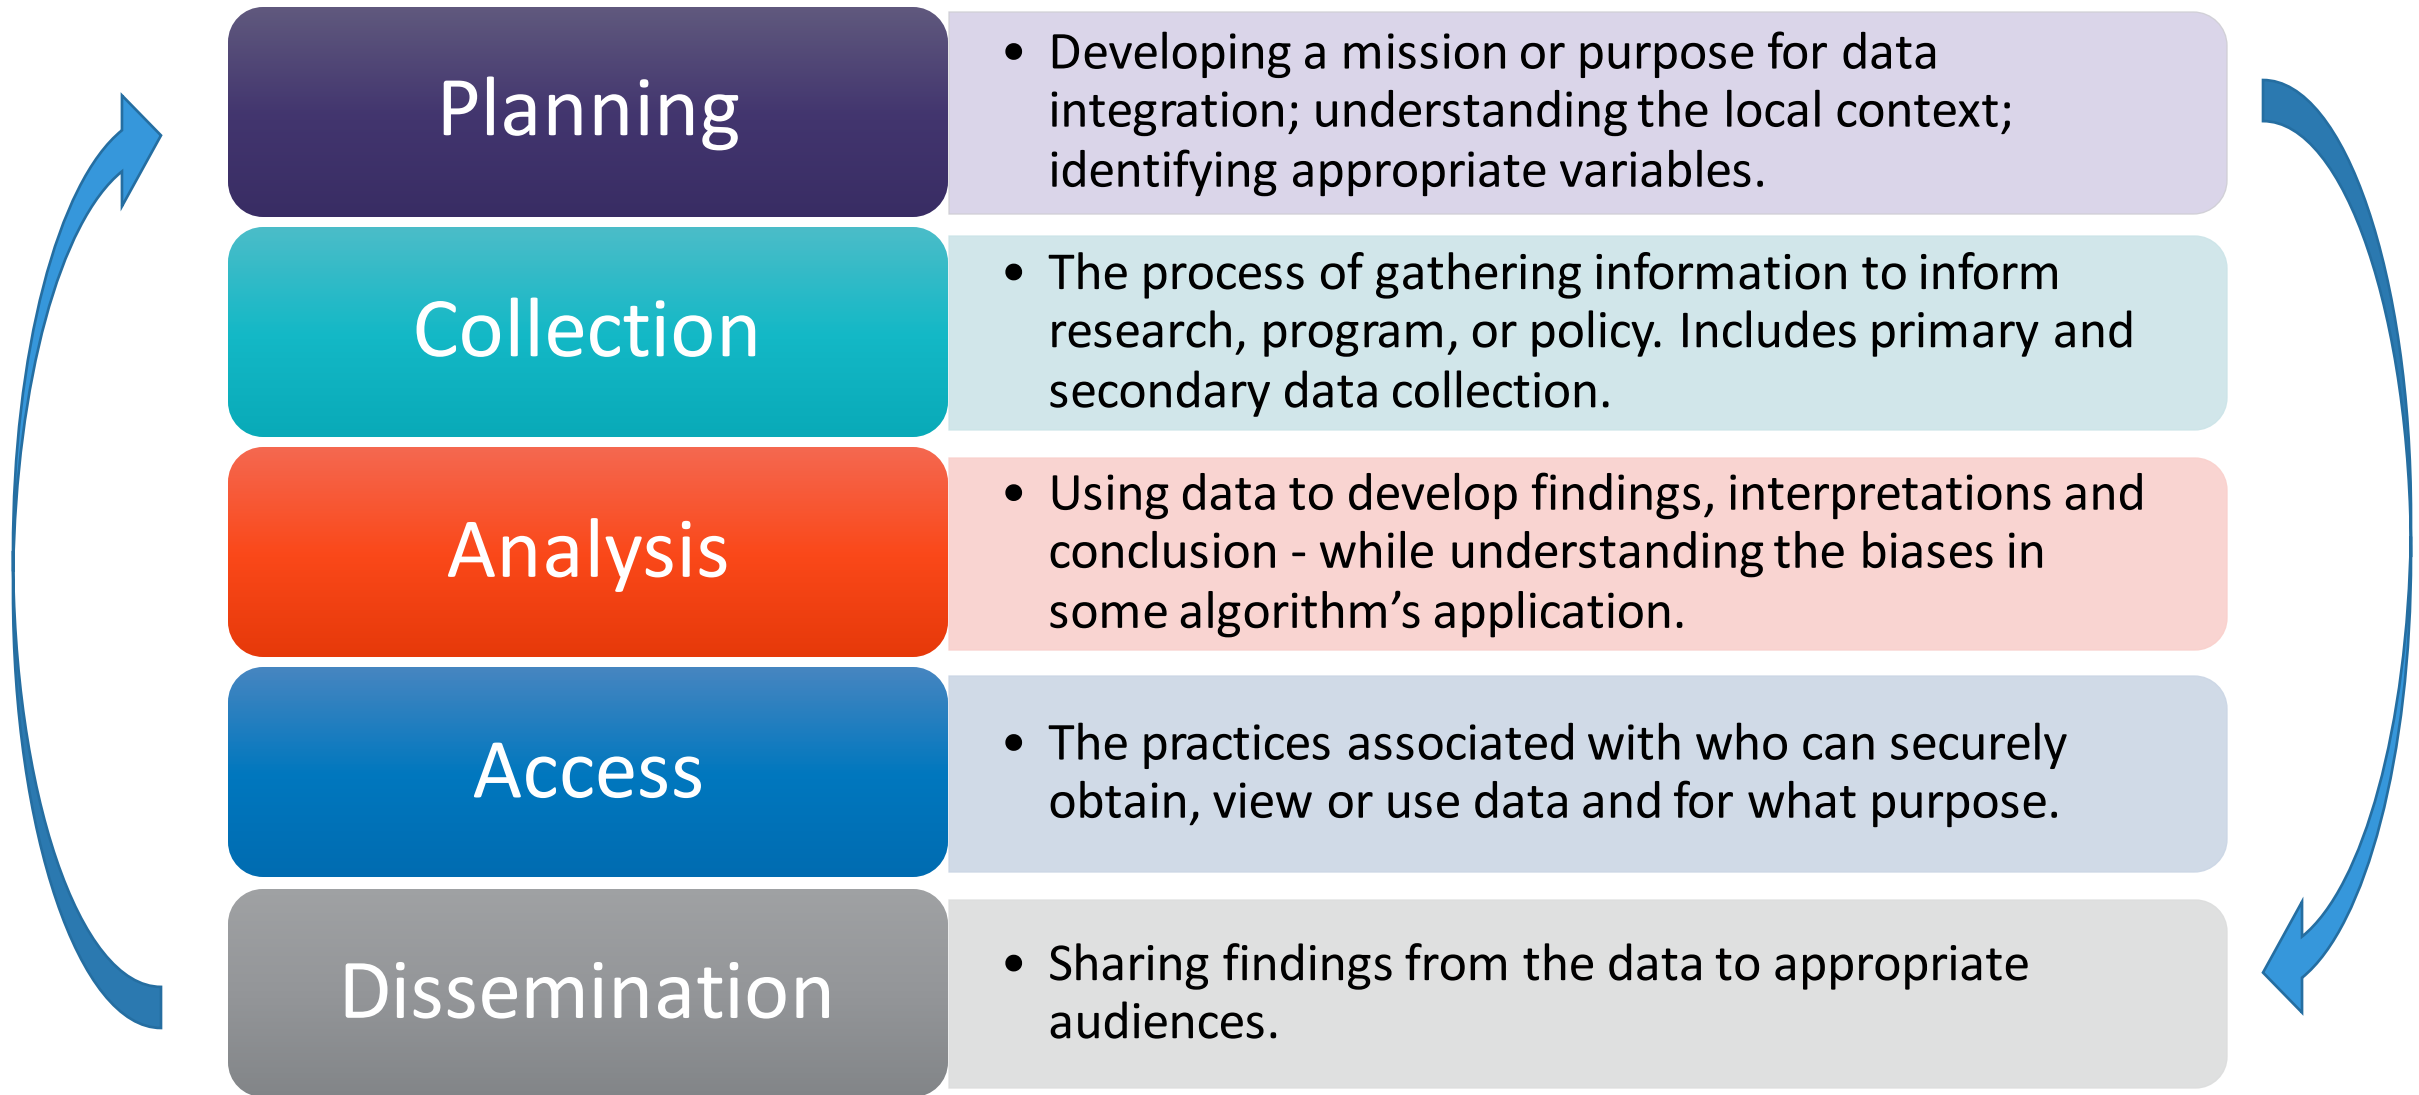 Planning
• Developing a mission or purpose for data
integration; understanding the local context;
identifying appropriate variables.
Collection
• The process of gathering information to inform
research, program, or policy. Includes primary and
secondary data collection.
Analysis
• Using data to develop findings, interpretations and
conclusion - while understanding the biases in
some algorithm’s application.
Access
• The practices associated with who can securely
obtain, view or use data and for what purpose.
Dissemination
• Sharing findings from the data to appropriate
audiences.